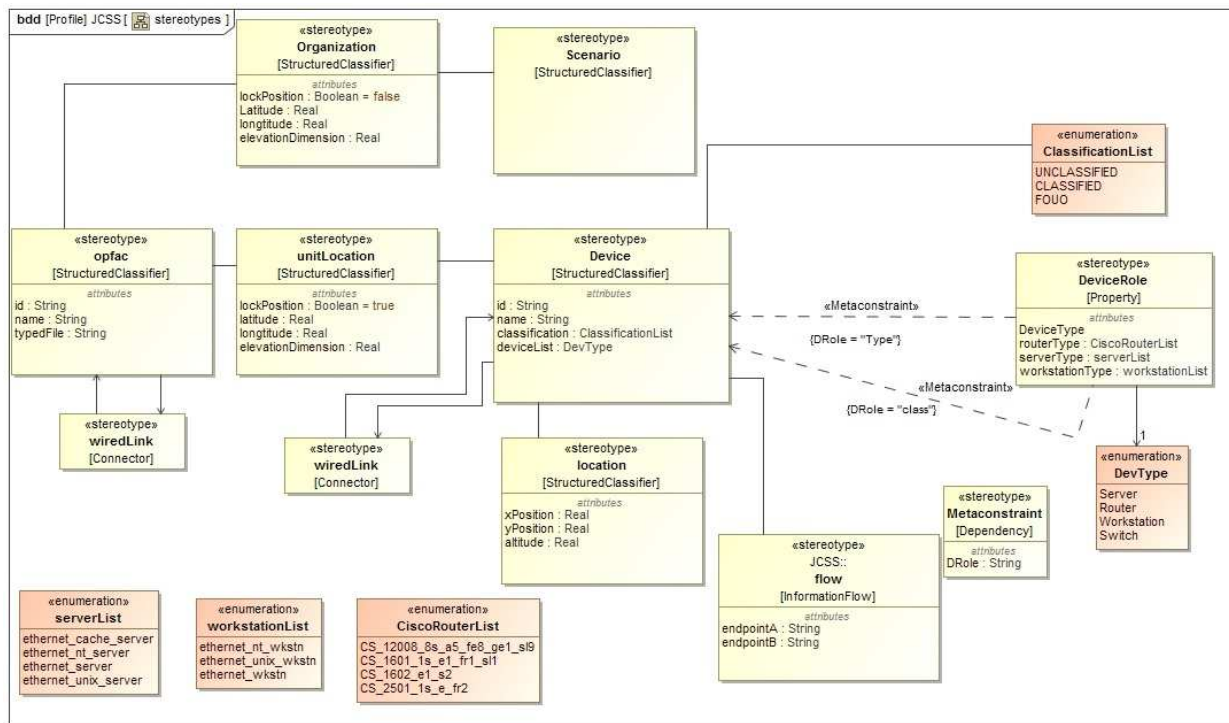 bdd [Profile] JCSS [ stereotypes ]
«stereotype»
Organization
[StructuredClassifier]
attributes
lockPosition : Boolean = false
Latitude : Real
longtitude : Real
elevationDimension : Real
«stereotype»
Scenario
[StructuredClassifier]
«enumeration»
ClassificationList
UNCLASSIFIED
CLASSIFIED
FOUO
«stereotype»
opfac
[StructuredClassifier]
attributes
id : String
name : String
typedFile : String
«stereotype»
unitLocation
[StructuredClassifier]
attributes
lockPosition : Boolean = true
latitude : Real
longtitude : Real
elevationDimension : Real
«stereotype»
Device
[StructuredClassifier]
attributes
id : String
name : String
classification : ClassificationList
deviceList : DevType
«stereotype»
DeviceRole
[Property]
attributes
DeviceType
routerType : CiscoRouterList
serverType : serverList
workstationType : workstationList
«Metaconstraint»
{DRole = "Type"}
«Metaconstraint»
{DRole = "class"}
1
«stereotype»
wiredLink
[Connector]
«stereotype»
wiredLink
[Connector]
«stereotype»
location
[StructuredClassifier]
attributes
xPosition : Real
yPosition : Real
altitude : Real
«enumeration»
DevType
Server
Router
Workstation
Switch
«stereotype»
Metaconstraint
[Dependency]
attributes
DRole : String
«stereotype»
JCSS::
flow
[InformationFlow]
attributes
endpointA : String
endpointB : String
«enumeration»
serverList
ethernet_cache_server
ethernet_nt_server
ethernet_server
ethernet_unix_server
«enumeration»
workstationList
ethernet_nt_wkstn
ethernet_unix_wkstn
ethernet_wkstn
«enumeration»
CiscoRouterList
CS_12008_8s_a5_fe8_ge1_sl9
CS_1601_1s_e1_fr1_sl1
CS_1602_e1_s2
CS_2501_1s_e_fr2